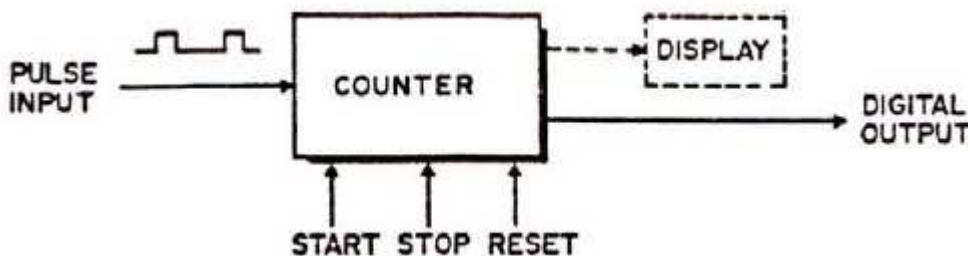 PULSE
INPUT
COUNTER
DISPLAY
DIGITAL
OUTPUT
START STOP RESET